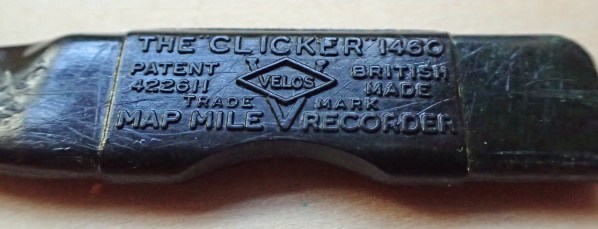 THE "CLICKER" 1460
PATENT BRITISH
422611 VELOS MADE
TRADE MARK
MAP MILE RECORDER